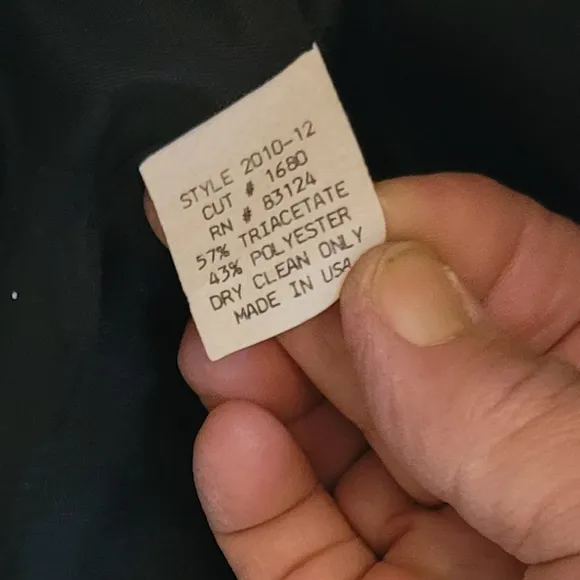 STYLE 2010-12
CUT # 1680
RN # 83124
57% TRIACETATE
43% POLYESTER
DRY CLEAN ONLY
MADE IN USA